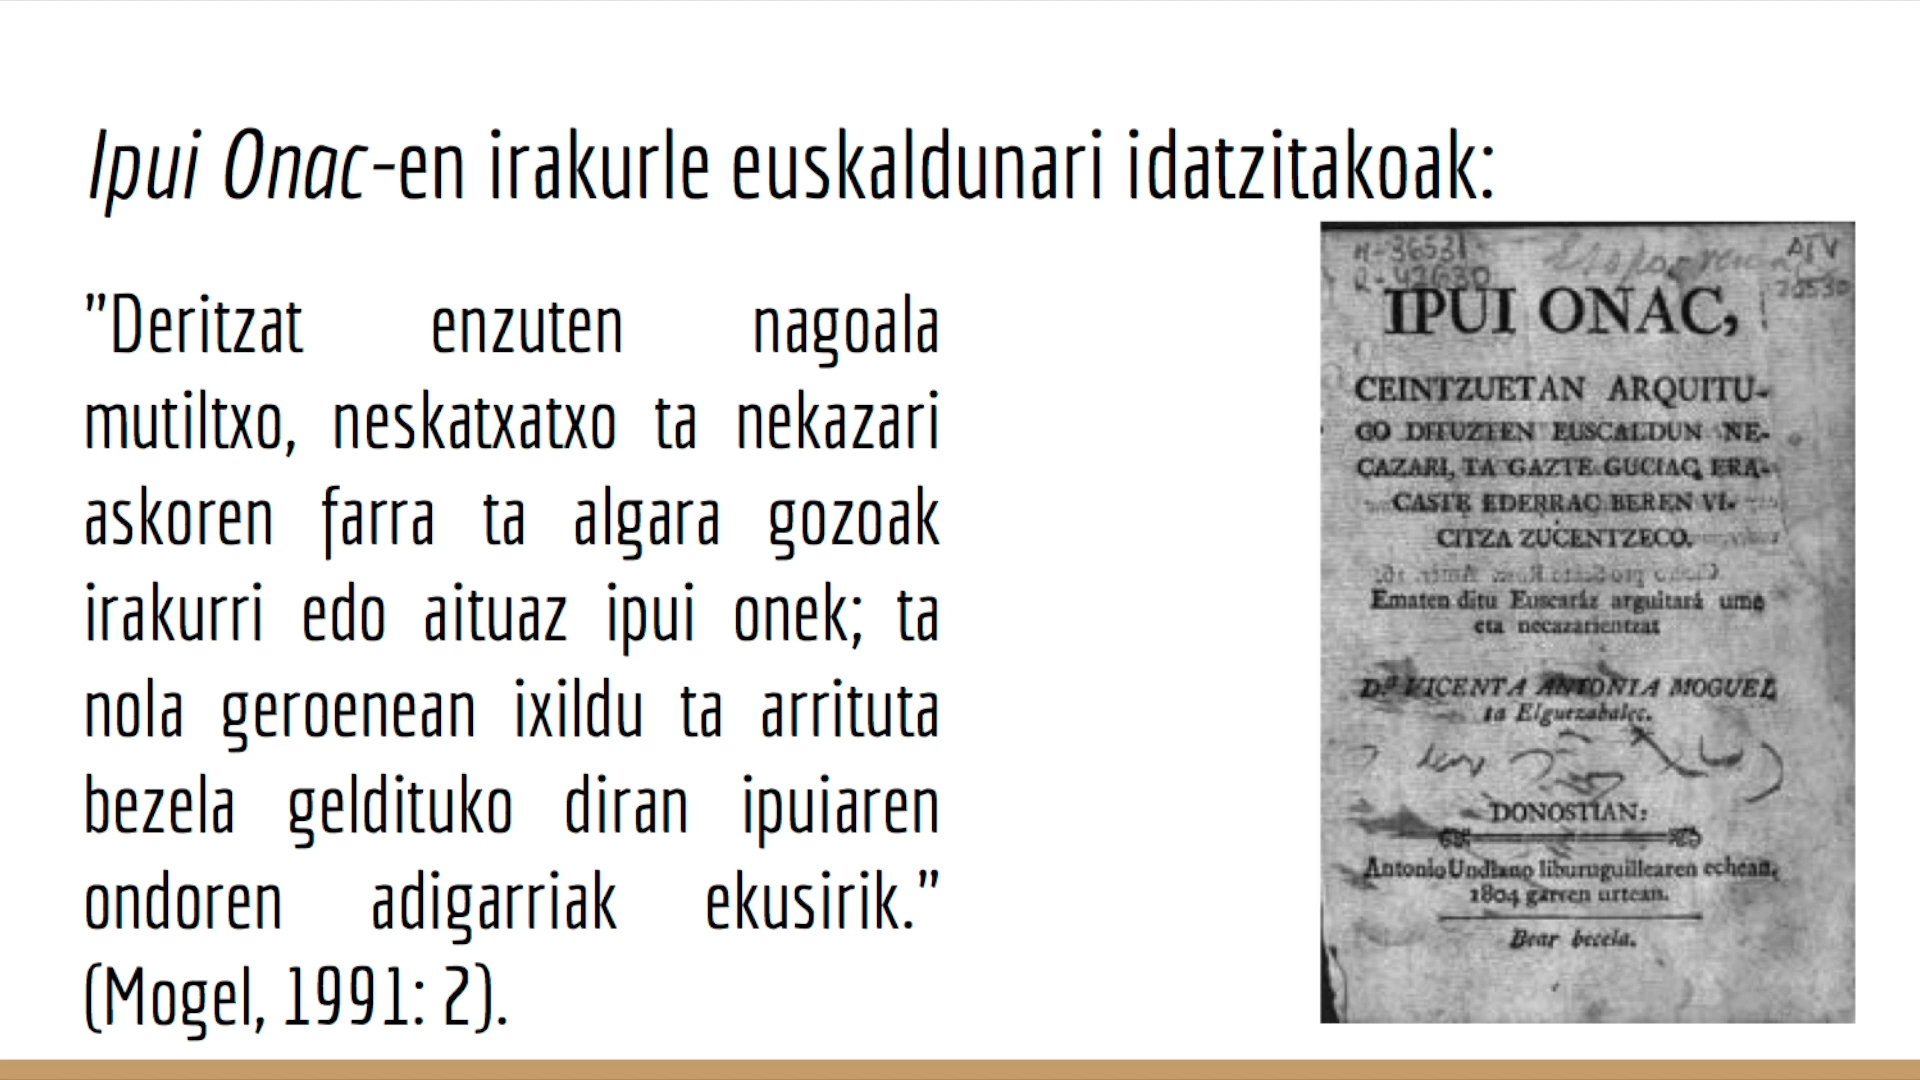 Ipui Onac-en irakurle euskaldunari idatzitakoak:
"Deritzat enzuten nagoala
mutiltxo, neskatxatxo ta nekazari
askoren farra ta algara gozoak
irakurri edo aituaz ipui onek; ta
nola geroenean ixildu ta arrituta
bezela geldituko diran ipuiaren
ondoren adigarriak ekusirik."
(Mogel, 1991: 2).
IPUI ONAC,
CEINTZUETAN ARQUITU-
CO DITUZTEN EUSCALDUN NE-
CAZARI, TA GAZTE GUCIAC, ERA-
CASTE EDERRAC BEREN VI-
CITZA ZUCENTZECO.
Ematen ditu Euscaráz arguitará ume
eta necazarientzat
D.ª VICENTA ANTONIA MOGUEL
ta Elguezabalec.
DONOSTIAN:
Antonio Undiano liburuguillearen echean,
1804 garren urtean.
Bear becela.